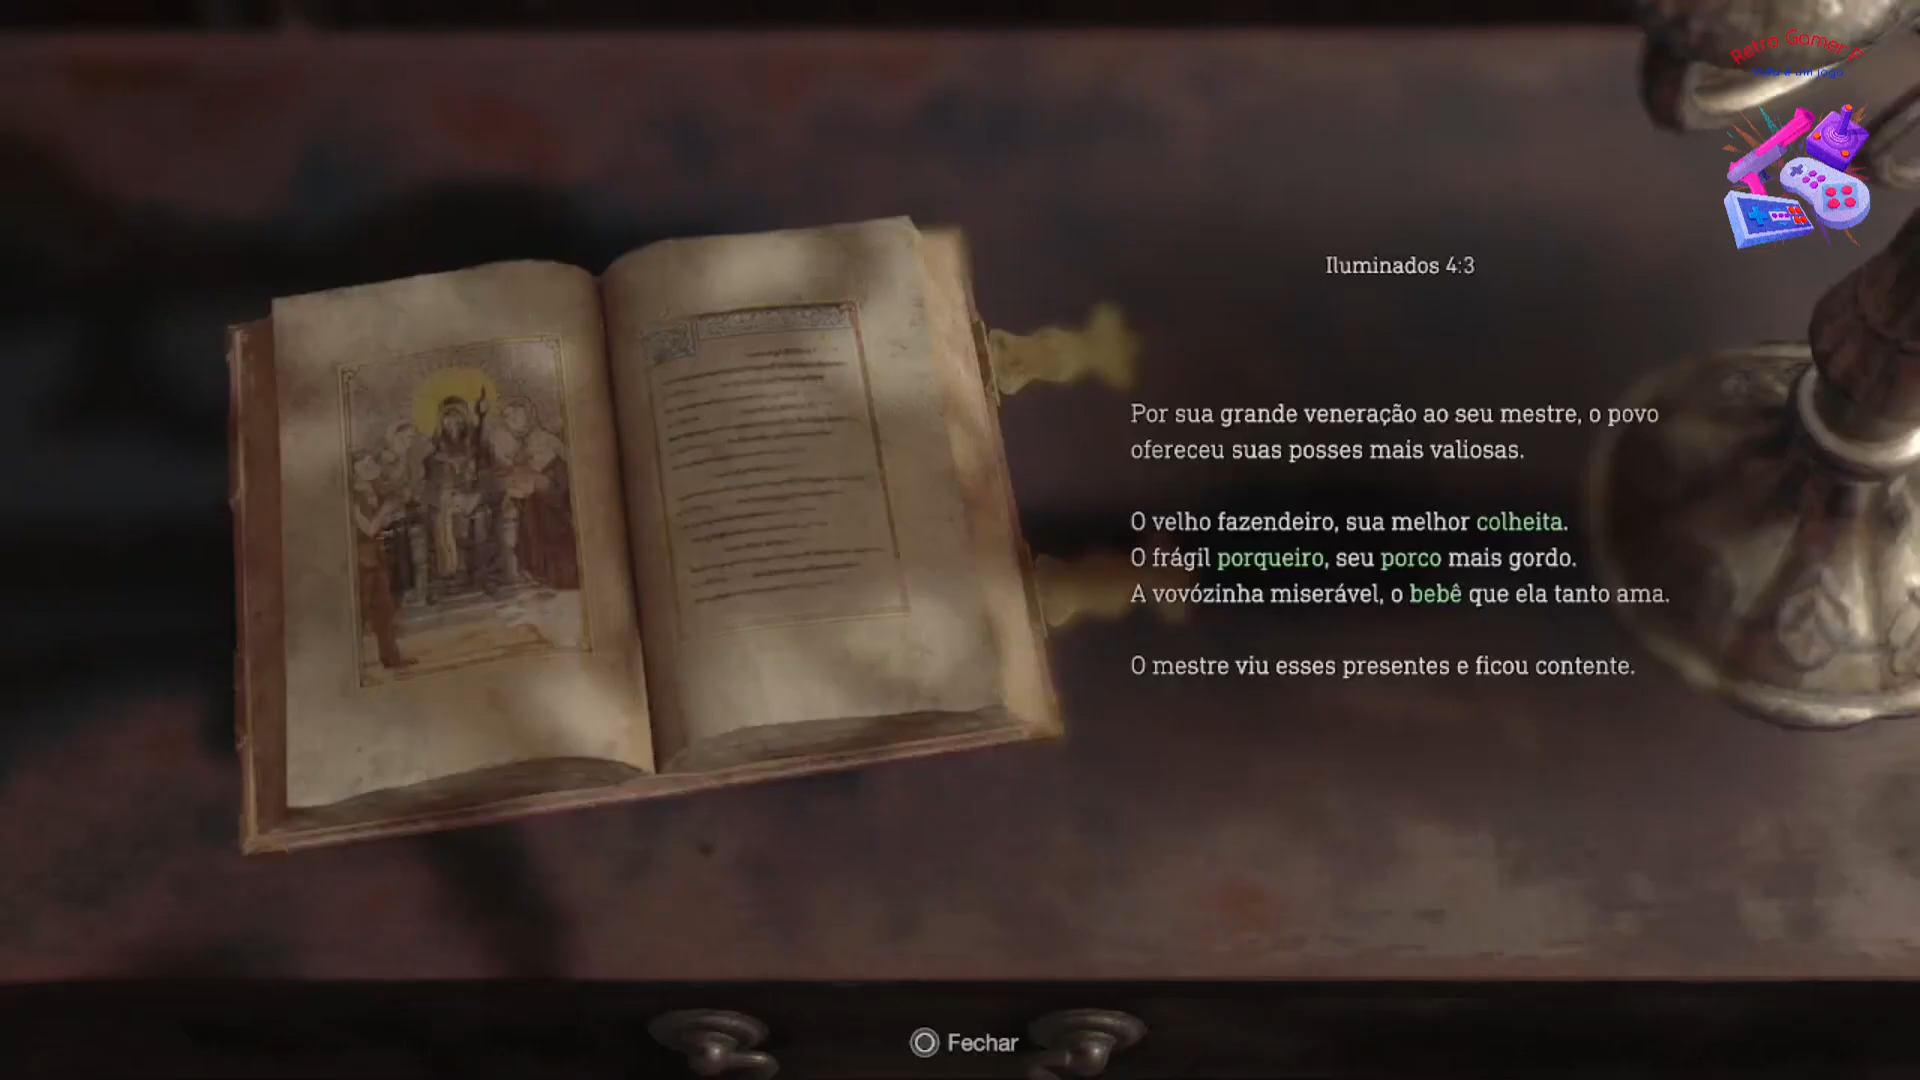 Retro Gamer F
Iluminados 4:3
Por sua grande veneração ao seu mestre, o povo
ofereceu suas posses mais valiosas.
O velho fazendeiro, sua melhor colheita.
O frágil porqueiro, seu porco mais gordo.
A vovózinha miserável, o bebê que ela tanto ama.
O mestre viu esses presentes e ficou contente.
Fechar